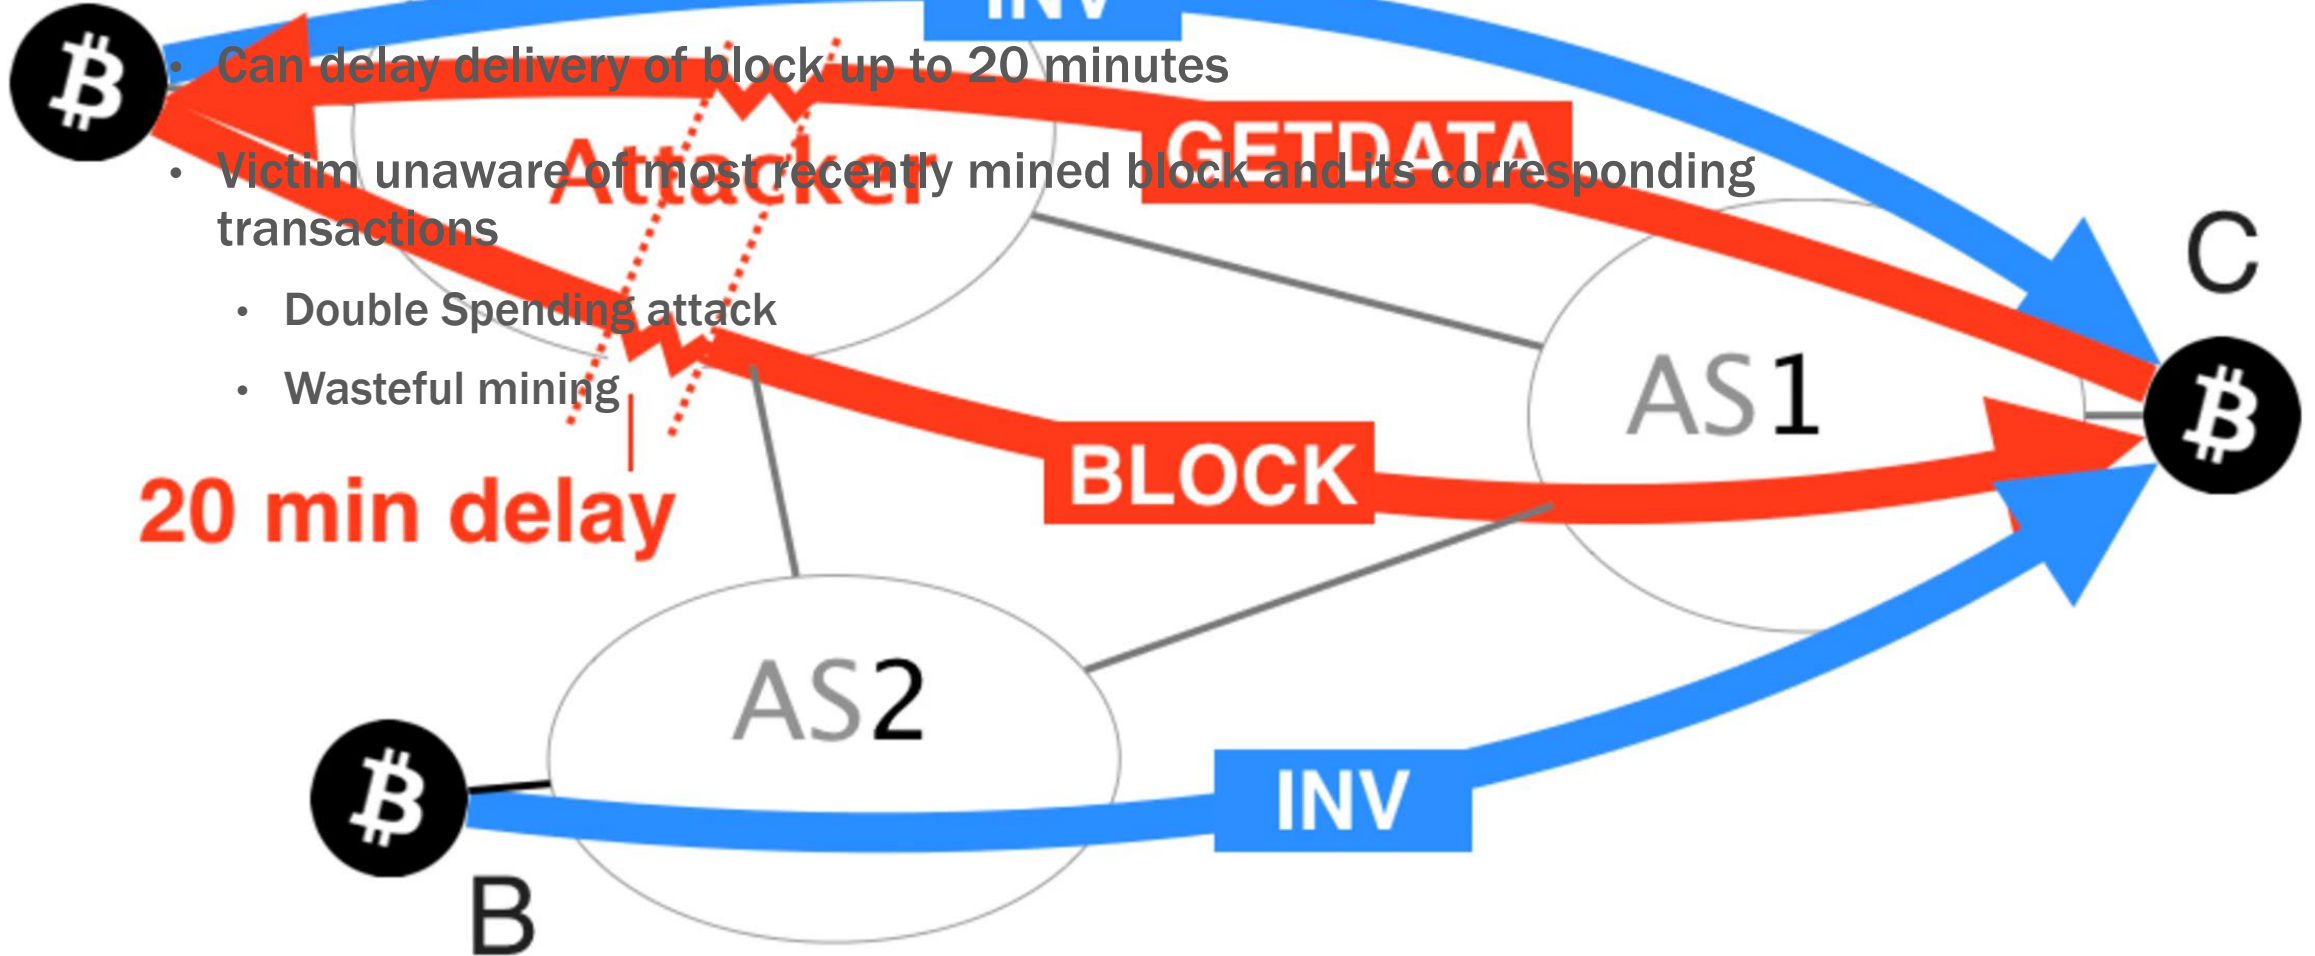 INV
• Can delay delivery of block up to 20 minutes
GETDATA
Attacker
• Victim unaware of most recently mined block and its corresponding
transactions
C
• Double Spending attack
• Wasteful mining
AS1
BLOCK
20 min delay
AS2
INV
B